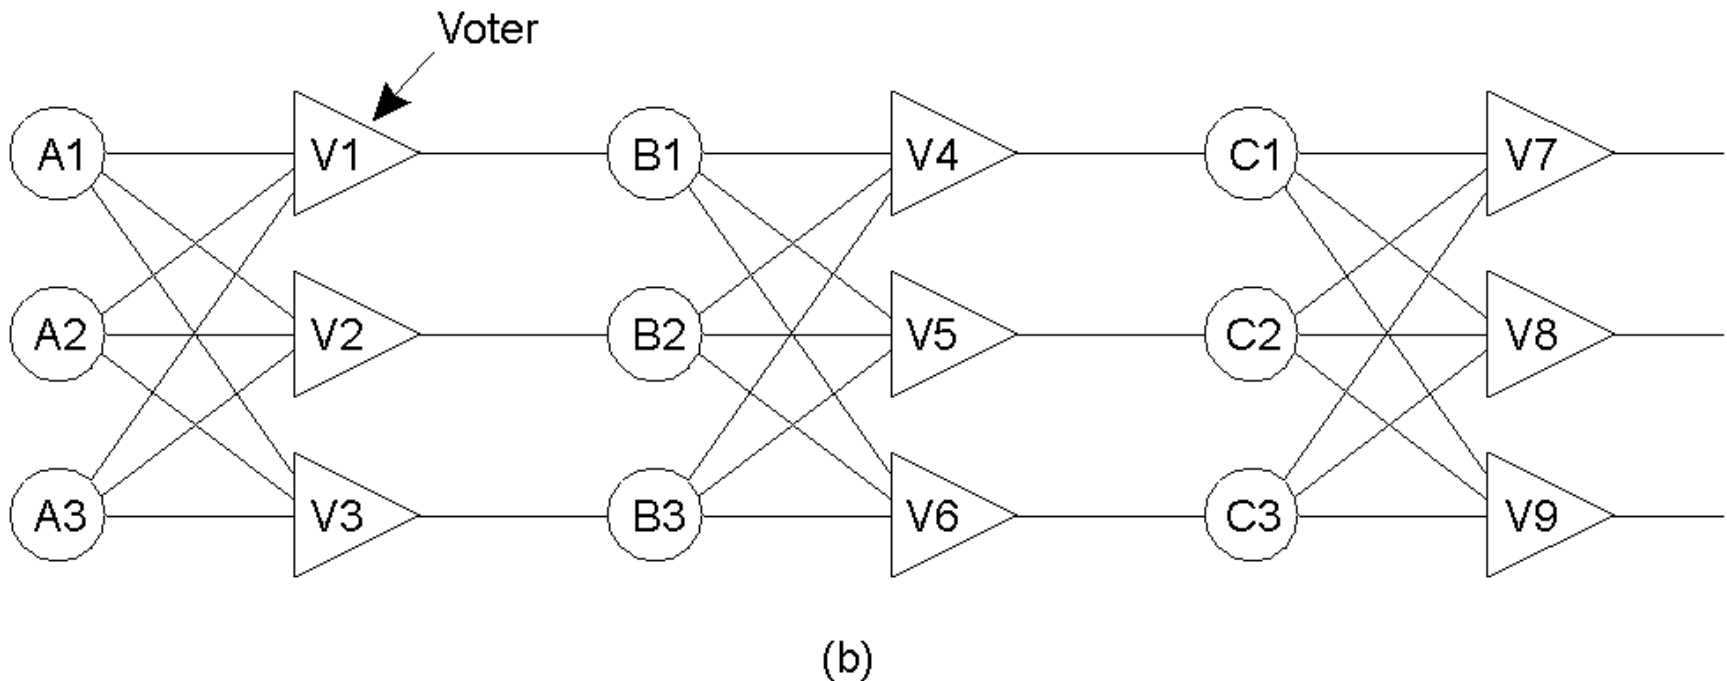 Voter
A1 V1 B1 V4 C1 V7
A2 V2 B2 V5 C2 V8
A3 V3 B3 V6 C3 V9
(b)